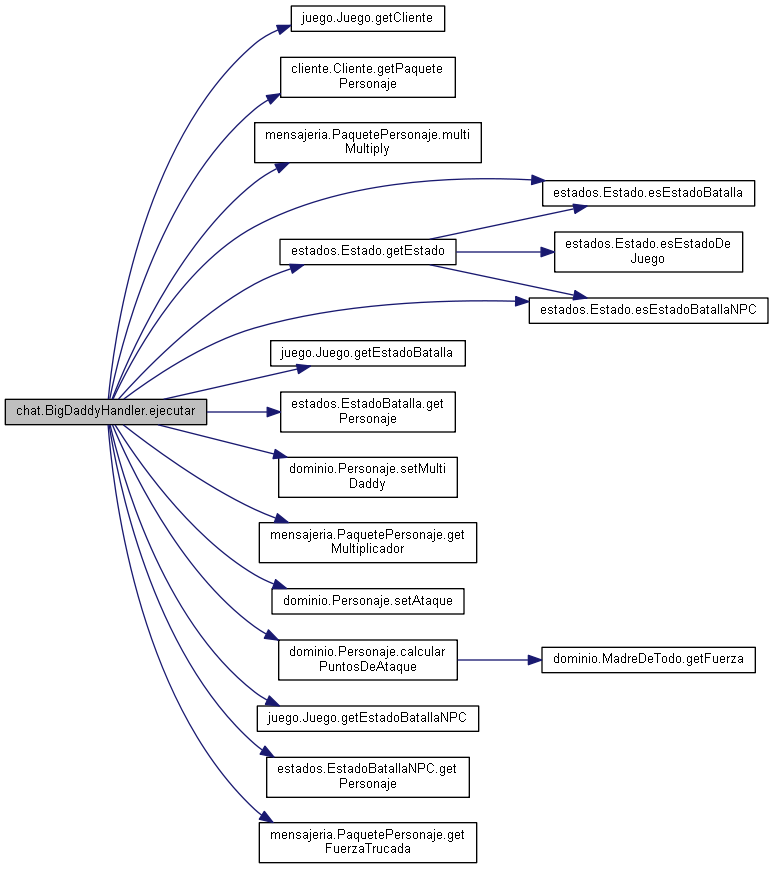 juego.Juego.getCliente
cliente.Cliente.getPaquete
Personaje
mensajeria.PaquetePersonaje.multi
Multiply
estados.Estado.esEstadoBatalla
estados.Estado.getEstado
estados.Estado.esEstadoDe
Juego
estados.Estado.esEstadoBatallaNPC
juego.Juego.getEstadoBatalla
chat.BigDaddyHandler.ejecutar
estados.EstadoBatalla.get
Personaje
dominio.Personaje.setMulti
Daddy
mensajeria.PaquetePersonaje.get
Multiplicador
dominio.Personaje.setAtaque
dominio.Personaje.calcular
PuntosDeAtaque
dominio.MadreDeTodo.getFuerza
juego.Juego.getEstadoBatallaNPC
estados.EstadoBatallaNPC.get
Personaje
mensajeria.PaquetePersonaje.get
FuerzaTrucada